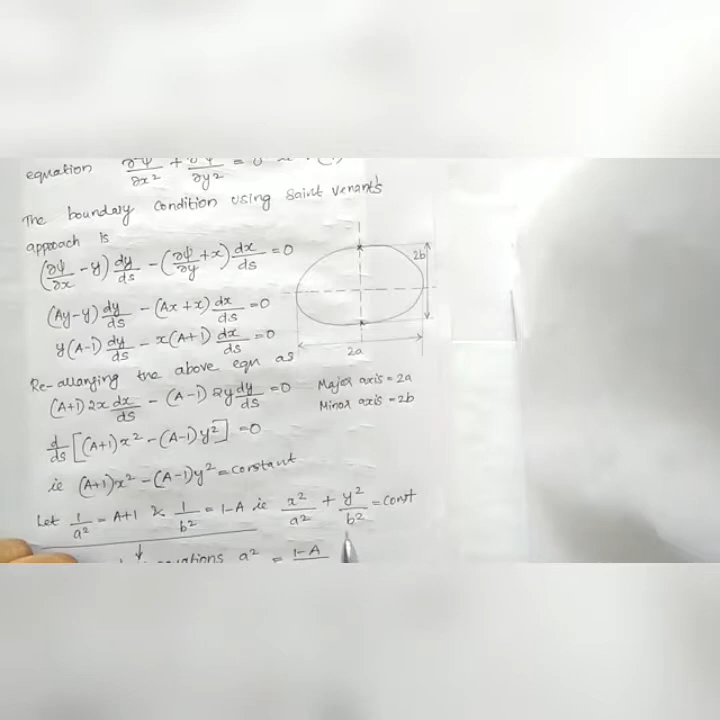 equation ∂²ψ/∂x² + ∂²ψ/∂y² = 0
The boundary condition using Saint Venant's
approach is
(∂ψ/∂x - y) dy/ds - (∂ψ/∂y + x) dx/ds = 0
(Ay - y) dy/ds - (Ax + x) dx/ds = 0
y(A-1) dy/ds - x(A+1) dx/ds = 0
2b
2a
Re-arranging the above equn as
(A+1) 2x dx/ds - (A-1) 2y dy/ds = 0
Major axis = 2a
Minor axis = 2b
d/ds [(A+1)x² - (A-1)y²] = 0
ie (A+1)x² - (A-1)y² = constant
Let 1/a² = A+1 & 1/b² = 1-A ie x²/a² + y²/b² = const
equations a² = 1-A